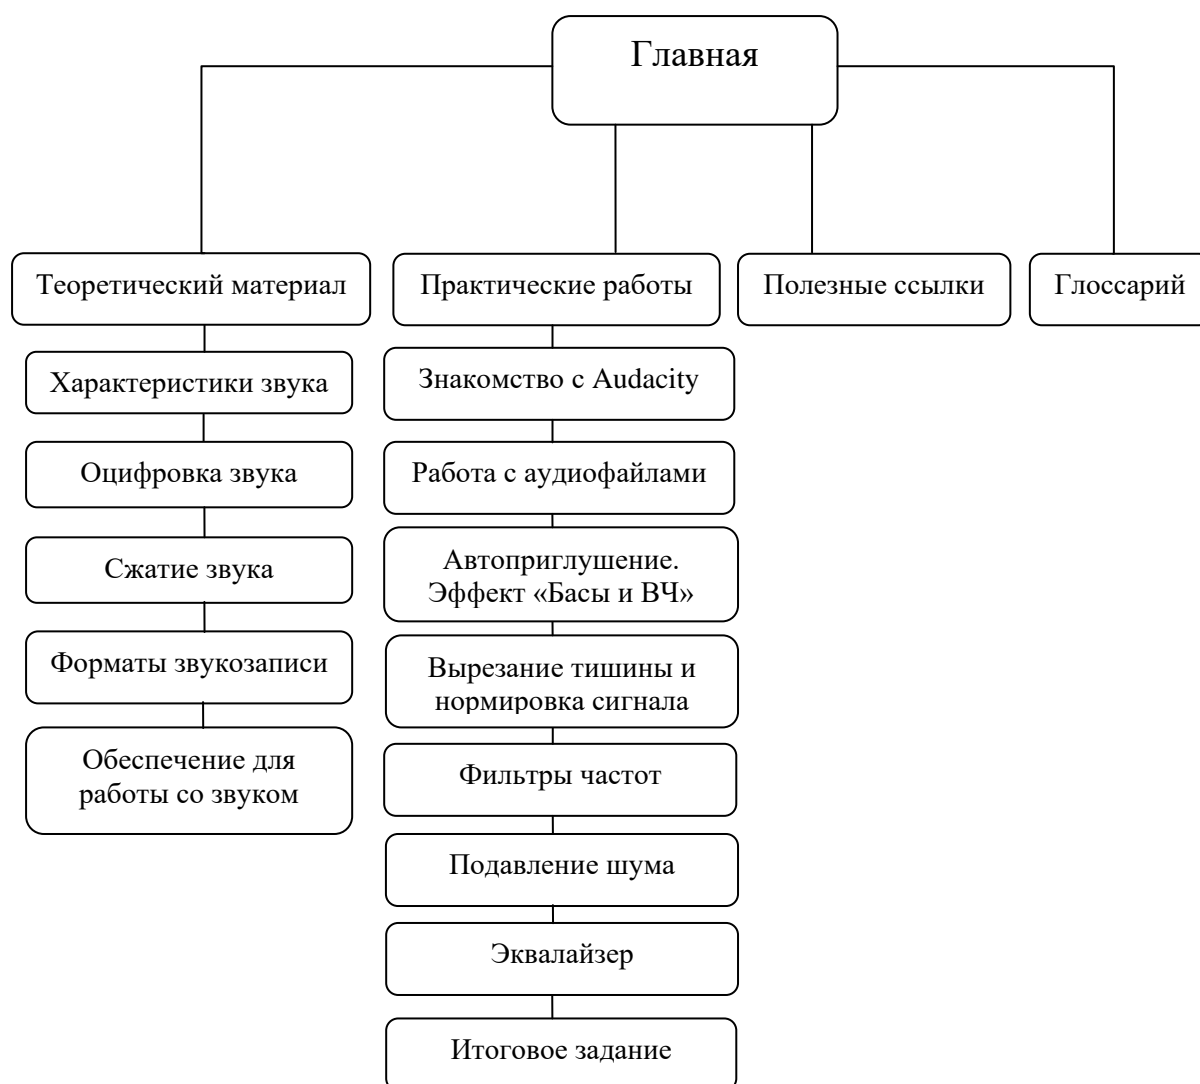 Главная
Теоретический материал
Практические работы
Полезные ссылки
Глоссарий
Характеристики звука
Оцифровка звука
Сжатие звука
Форматы звукозаписи
Обеспечение для
работы со звуком
Знакомство с Audacity
Работа с аудиофайлами
Автоприглушение.
Эффект «Басы и ВЧ»
Вырезание тишины и
нормировка сигнала
Фильтры частот
Подавление шума
Эквалайзер
Итоговое задание